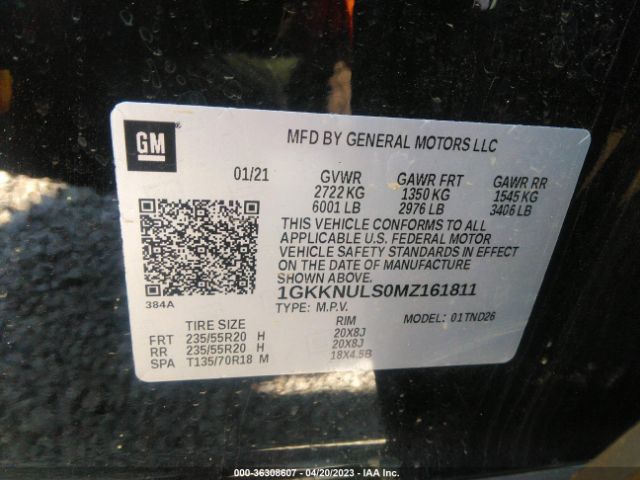 GM
MFD BY GENERAL MOTORS LLC
01/21 GVWR GAWR FRT GAWR RR
2722 KG 1350 KG 1545 KG
6001 LB 2976 LB 3406 LB
THIS VEHICLE CONFORMS TO ALL
APPLICABLE U.S. FEDERAL MOTOR
VEHICLE SAFETY STANDARDS IN EFFECT
ON THE DATE OF MANUFACTURE
SHOWN ABOVE.
384A
1GKKNULS0MZ161811
TYPE: M.P.V. MODEL: 01TND26
TIRE SIZE RIM
FRT 235/55R20 H 20X8J
RR 235/55R20 H 20X8J
SPA T135/70R18 M 18X4.5B
000-36308607 - 04/20/2023 - IAA Inc.